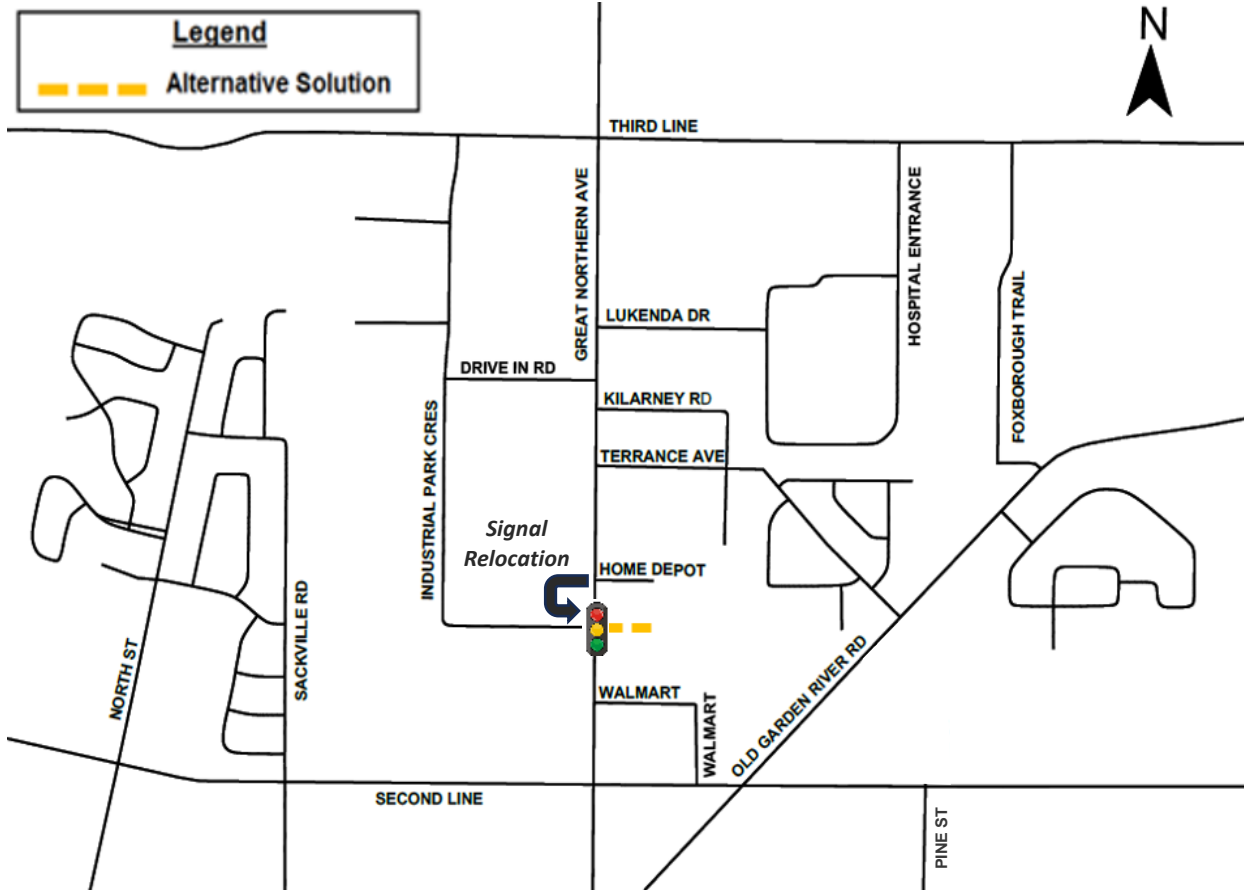 Legend
Alternative Solution
N
THIRD LINE
GREAT NORTHERN AVE
HOSPITAL ENTRANCE
FOXBOROUGH TRAIL
LUKENDA DR
DRIVE IN RD
KILARNEY RD
INDUSTRIAL PARK CRES
TERRANCE AVE
Signal
Relocation
HOME DEPOT
NORTH ST
SACKVILLE RD
WALMART
WALMART
OLD GARDEN RIVER RD
SECOND LINE
PINE ST